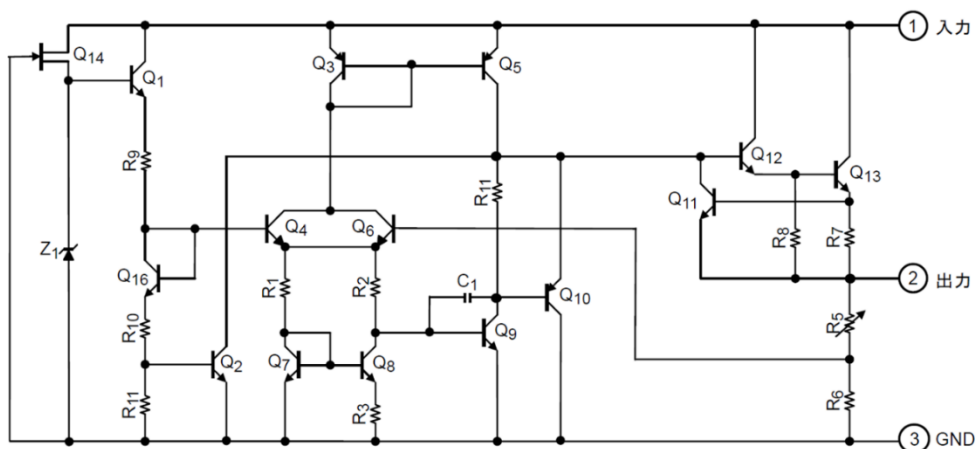 ① 入力
Q14
Q1
Q3
Q5
Q12
Q13
R9
R11
Q11
Q4
Q6
R8
R7
Z1
② 出力
Q16
R1
R2
C1
Q10
R5
R10
Q9
Q2
Q7
Q8
R11
R3
R6
③ GND